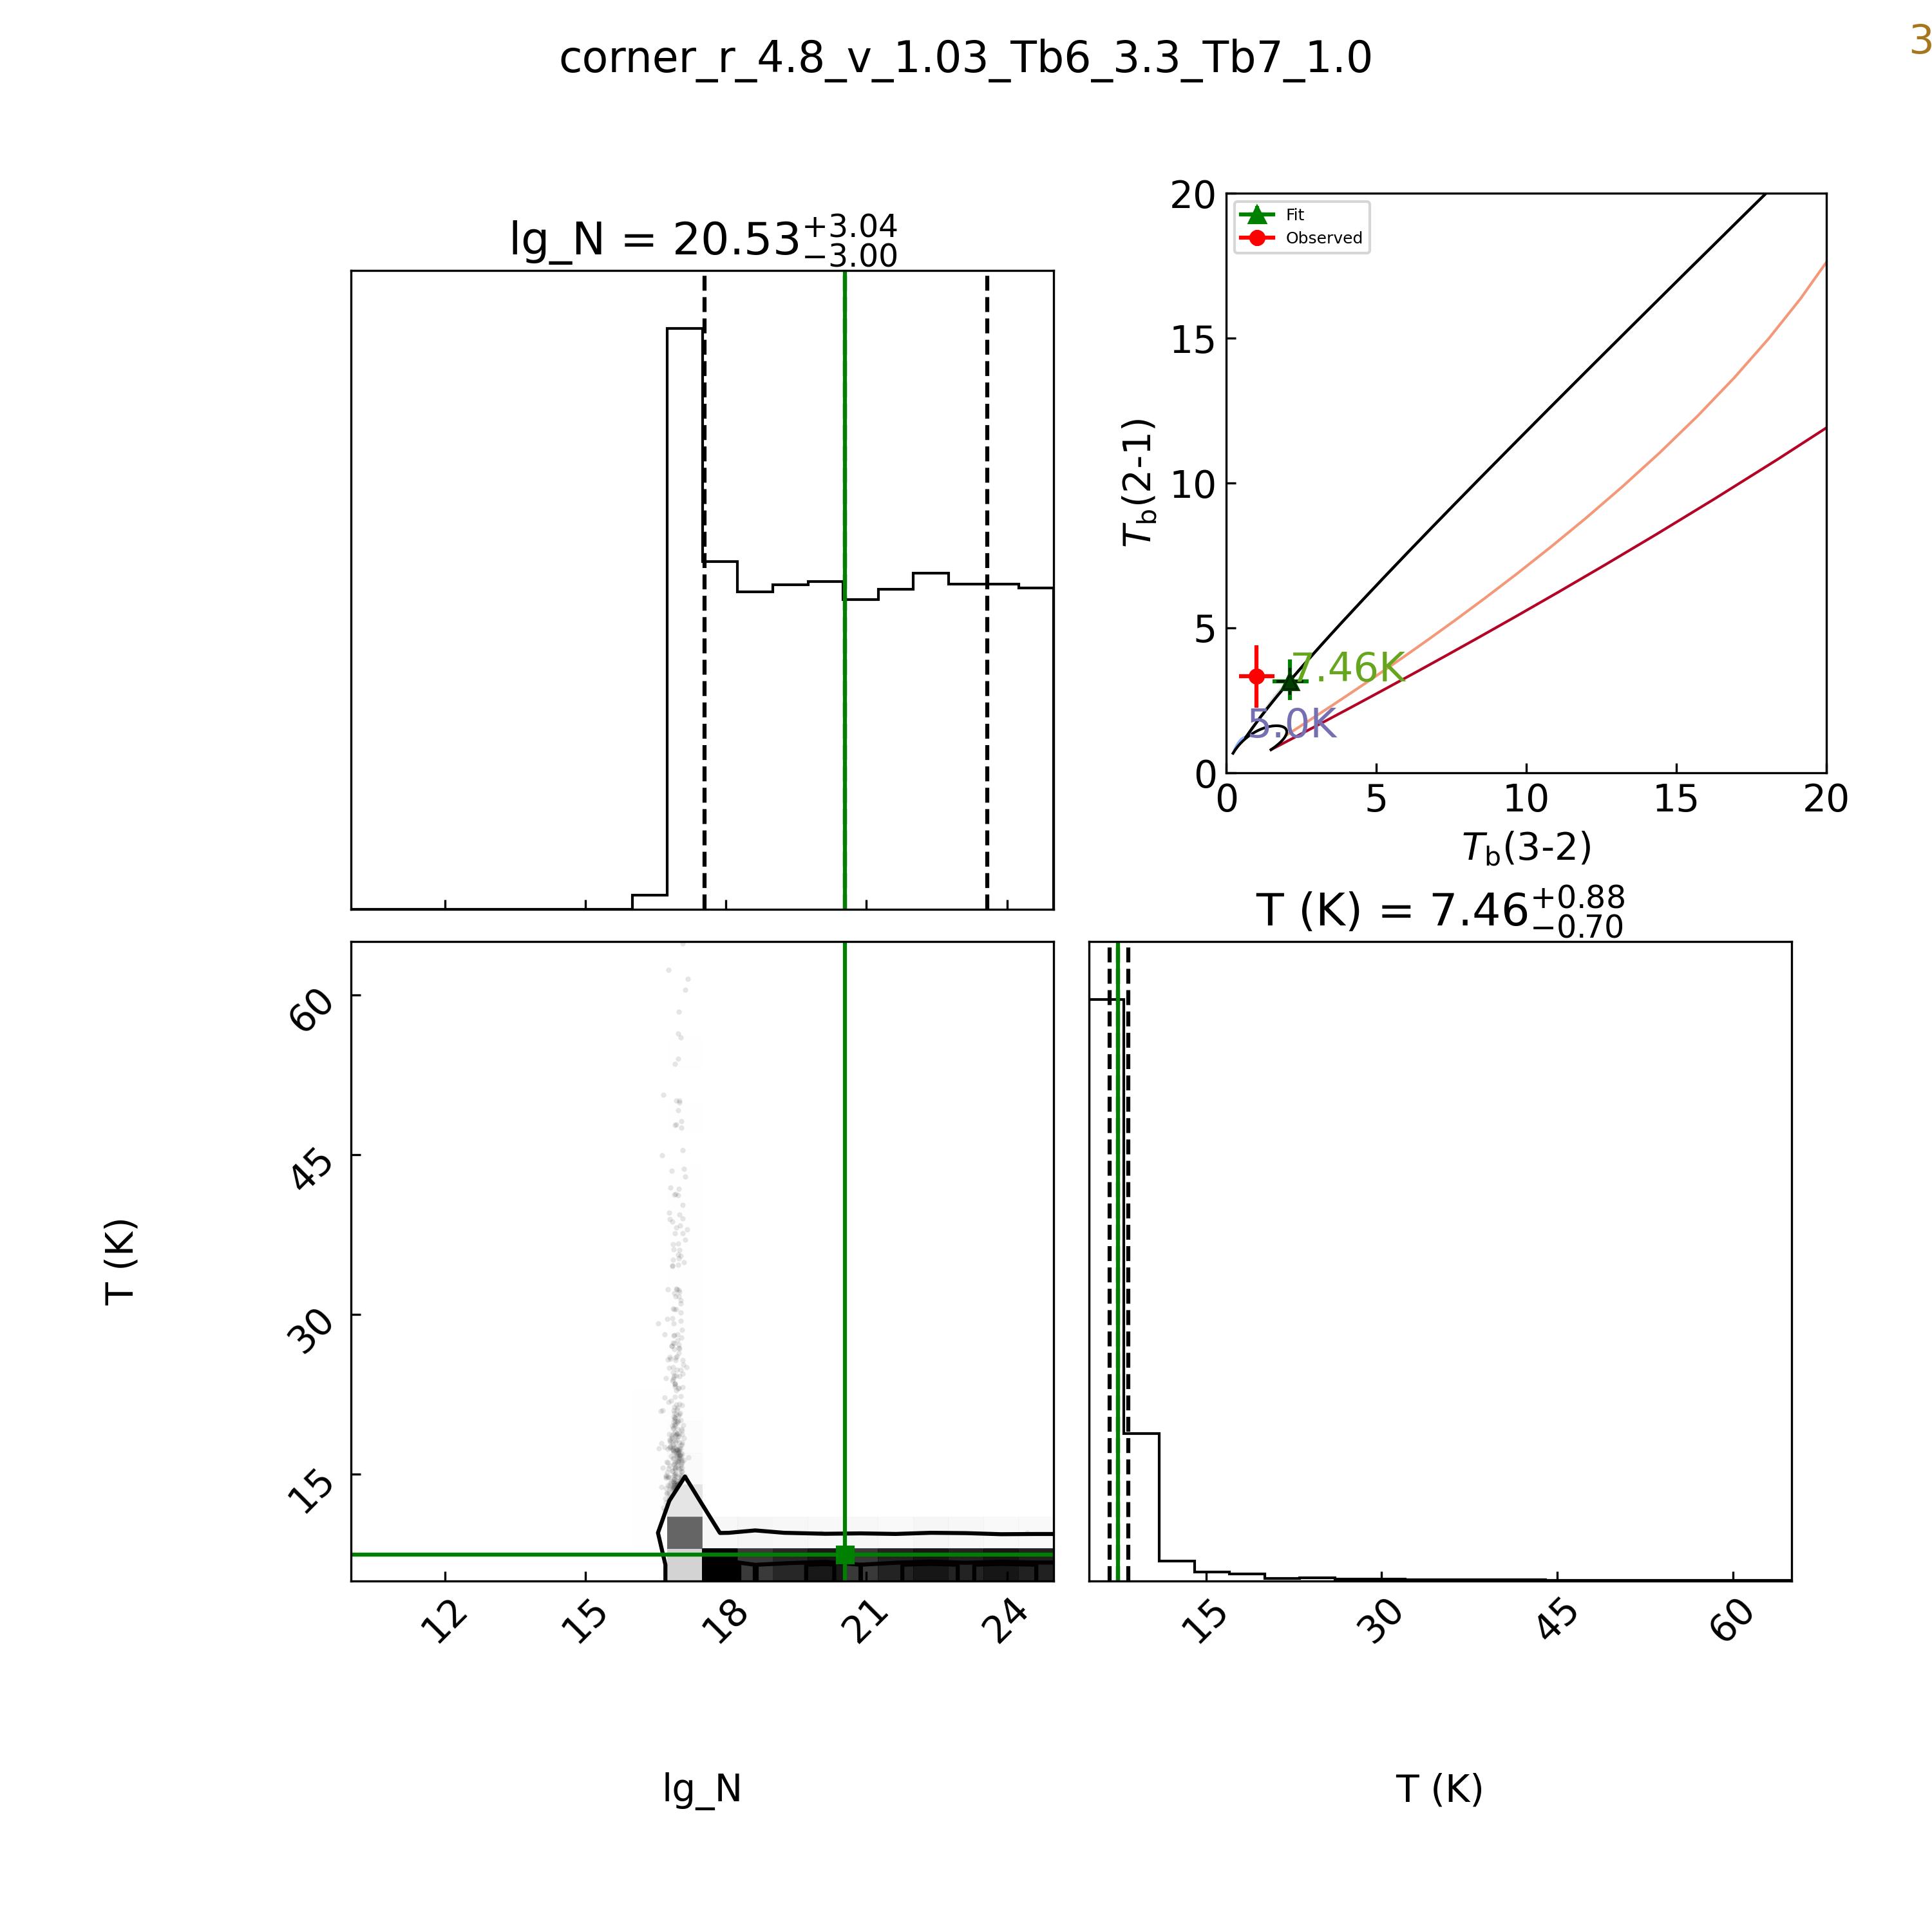 3
corner_r_4.8_v_1.03_Tb6_3.3_Tb7_1.0
lg_N = 20.53+3.04−3.00
20
15
10
5
0
Tb(2-1)
Fit
Observed
7.46K
5.0K
0 5 10 15 20
Tb(3-2)
T (K) = 7.46+0.88−0.70
60
45
30
15
T (K)
12 15 18 21 24
lg_N
15 30 45 60
T (K)